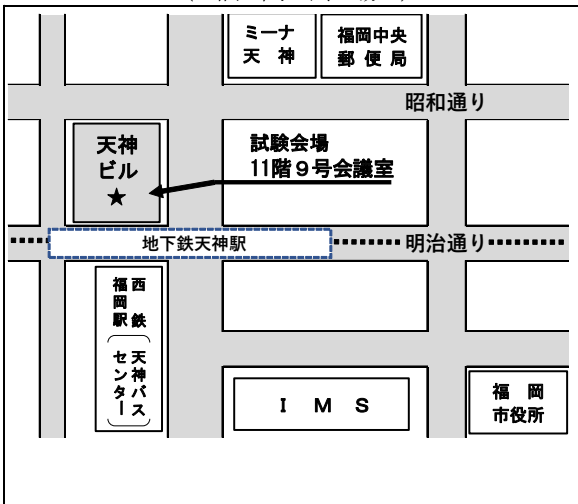 ミーナ
天神
福岡中央
郵便局
昭和通り
天神
ビル
★
試験会場
11階９号会議室
地下鉄天神駅
明治通り
西鉄
福岡駅
（天神バス
センター）
ＩＭＳ
福岡
市役所